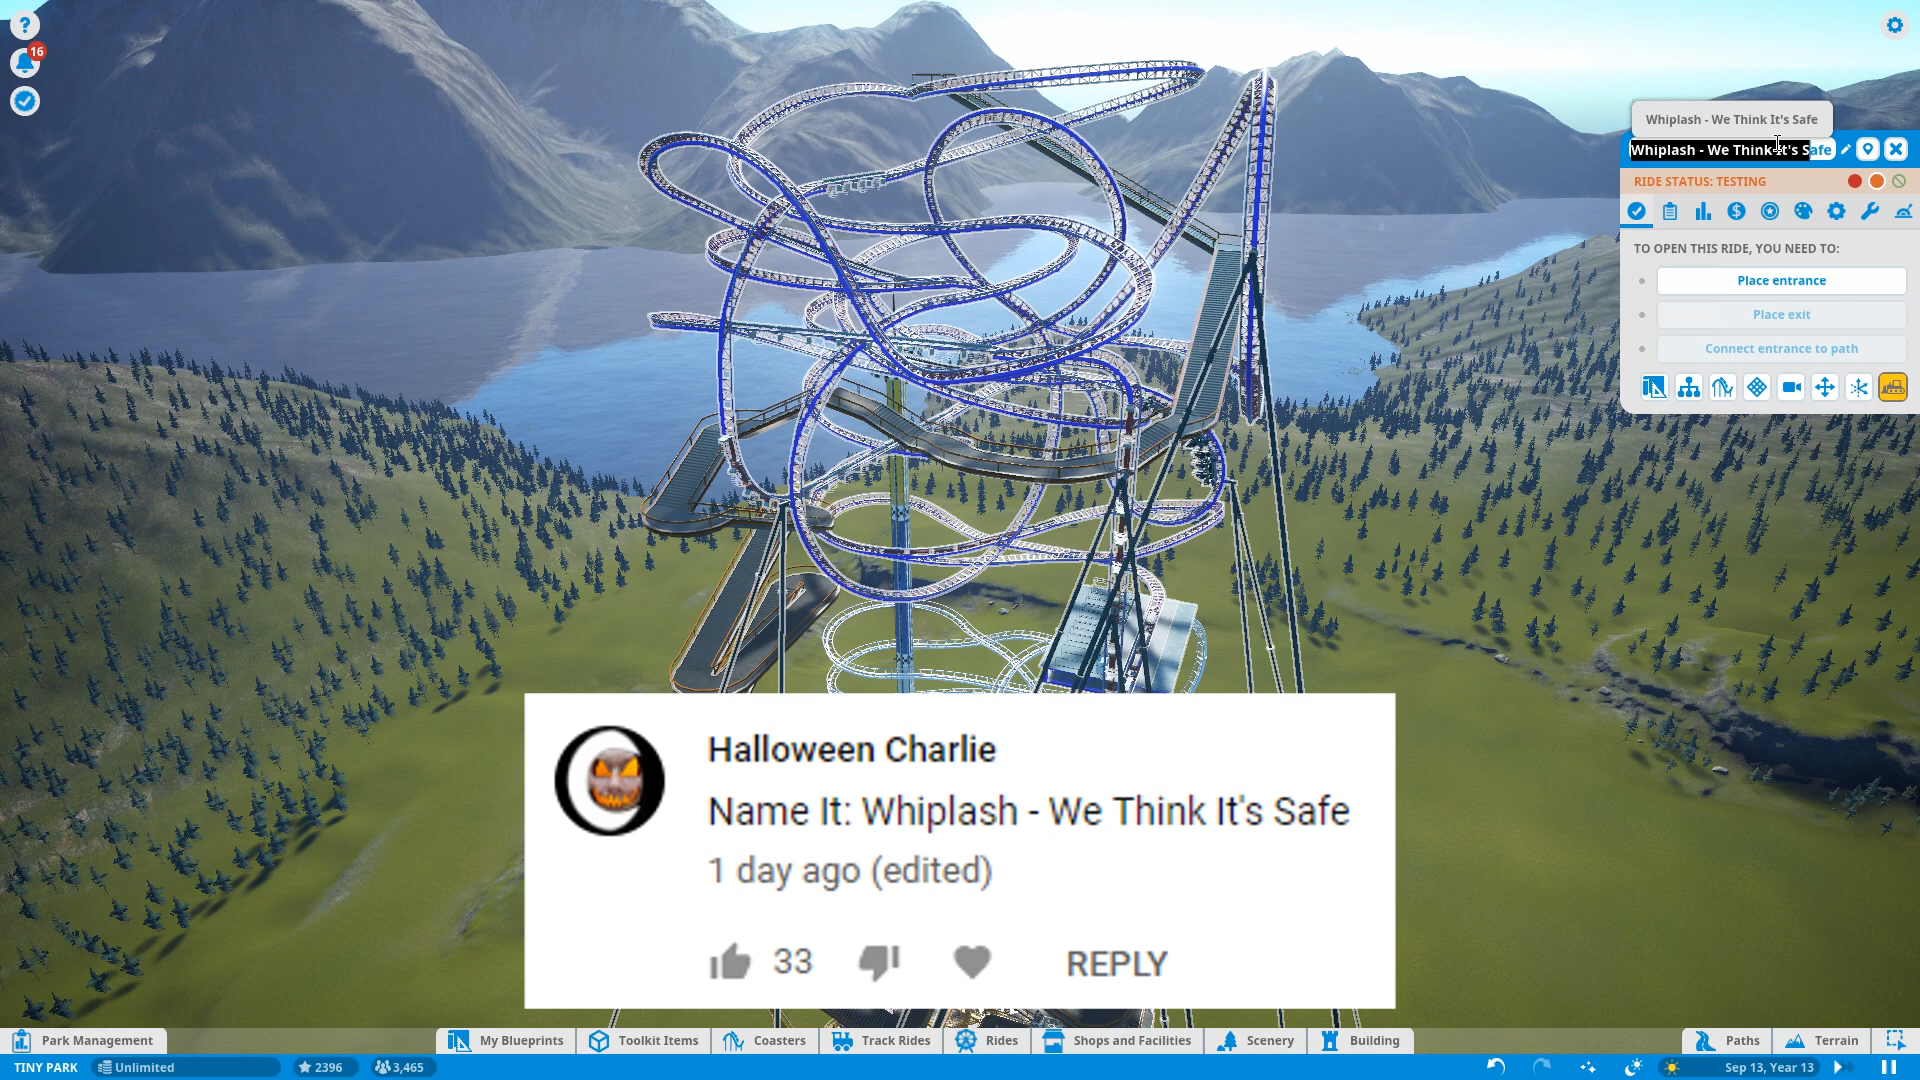 ?
16
Whiplash - We Think It's Safe
Whiplash - We Think It's Safe
RIDE STATUS: TESTING
TO OPEN THIS RIDE, YOU NEED TO:
Place entrance
Place exit
Connect entrance to path
Halloween Charlie
Name It: Whiplash - We Think It's Safe
1 day ago (edited)
33 REPLY
Park Management My Blueprints Toolkit Items Coasters Track Rides Rides Shops and Facilities Scenery Building Paths Terrain
TINY PARK Unlimited 2396 3,465 Sep 13, Year 13